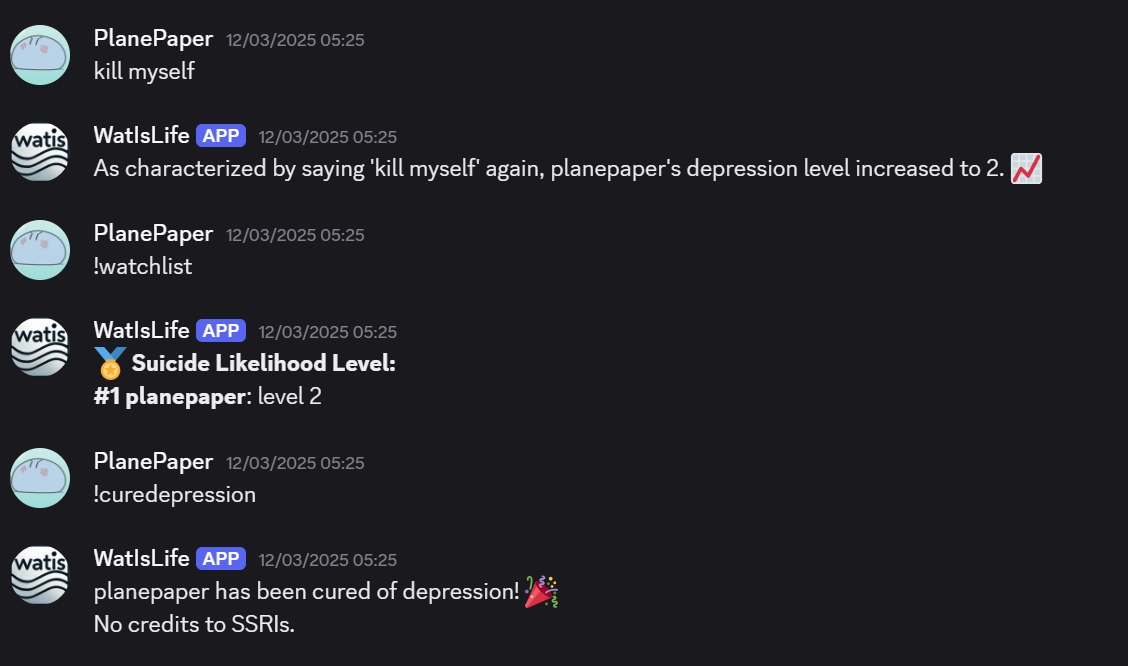 PlanePaper 12/03/2025 05:25
kill myself
watis
WatIsLife APP 12/03/2025 05:25
As characterized by saying 'kill myself' again, planepaper's depression level increased to 2. 📈
PlanePaper 12/03/2025 05:25
!watchlist
watis
WatIsLife APP 12/03/2025 05:25
🏅 Suicide Likelihood Level:
#1 planepaper: level 2
PlanePaper 12/03/2025 05:25
!curedepression
watis
WatIsLife APP 12/03/2025 05:25
planepaper has been cured of depression! 🎉
No credits to SSRIs.